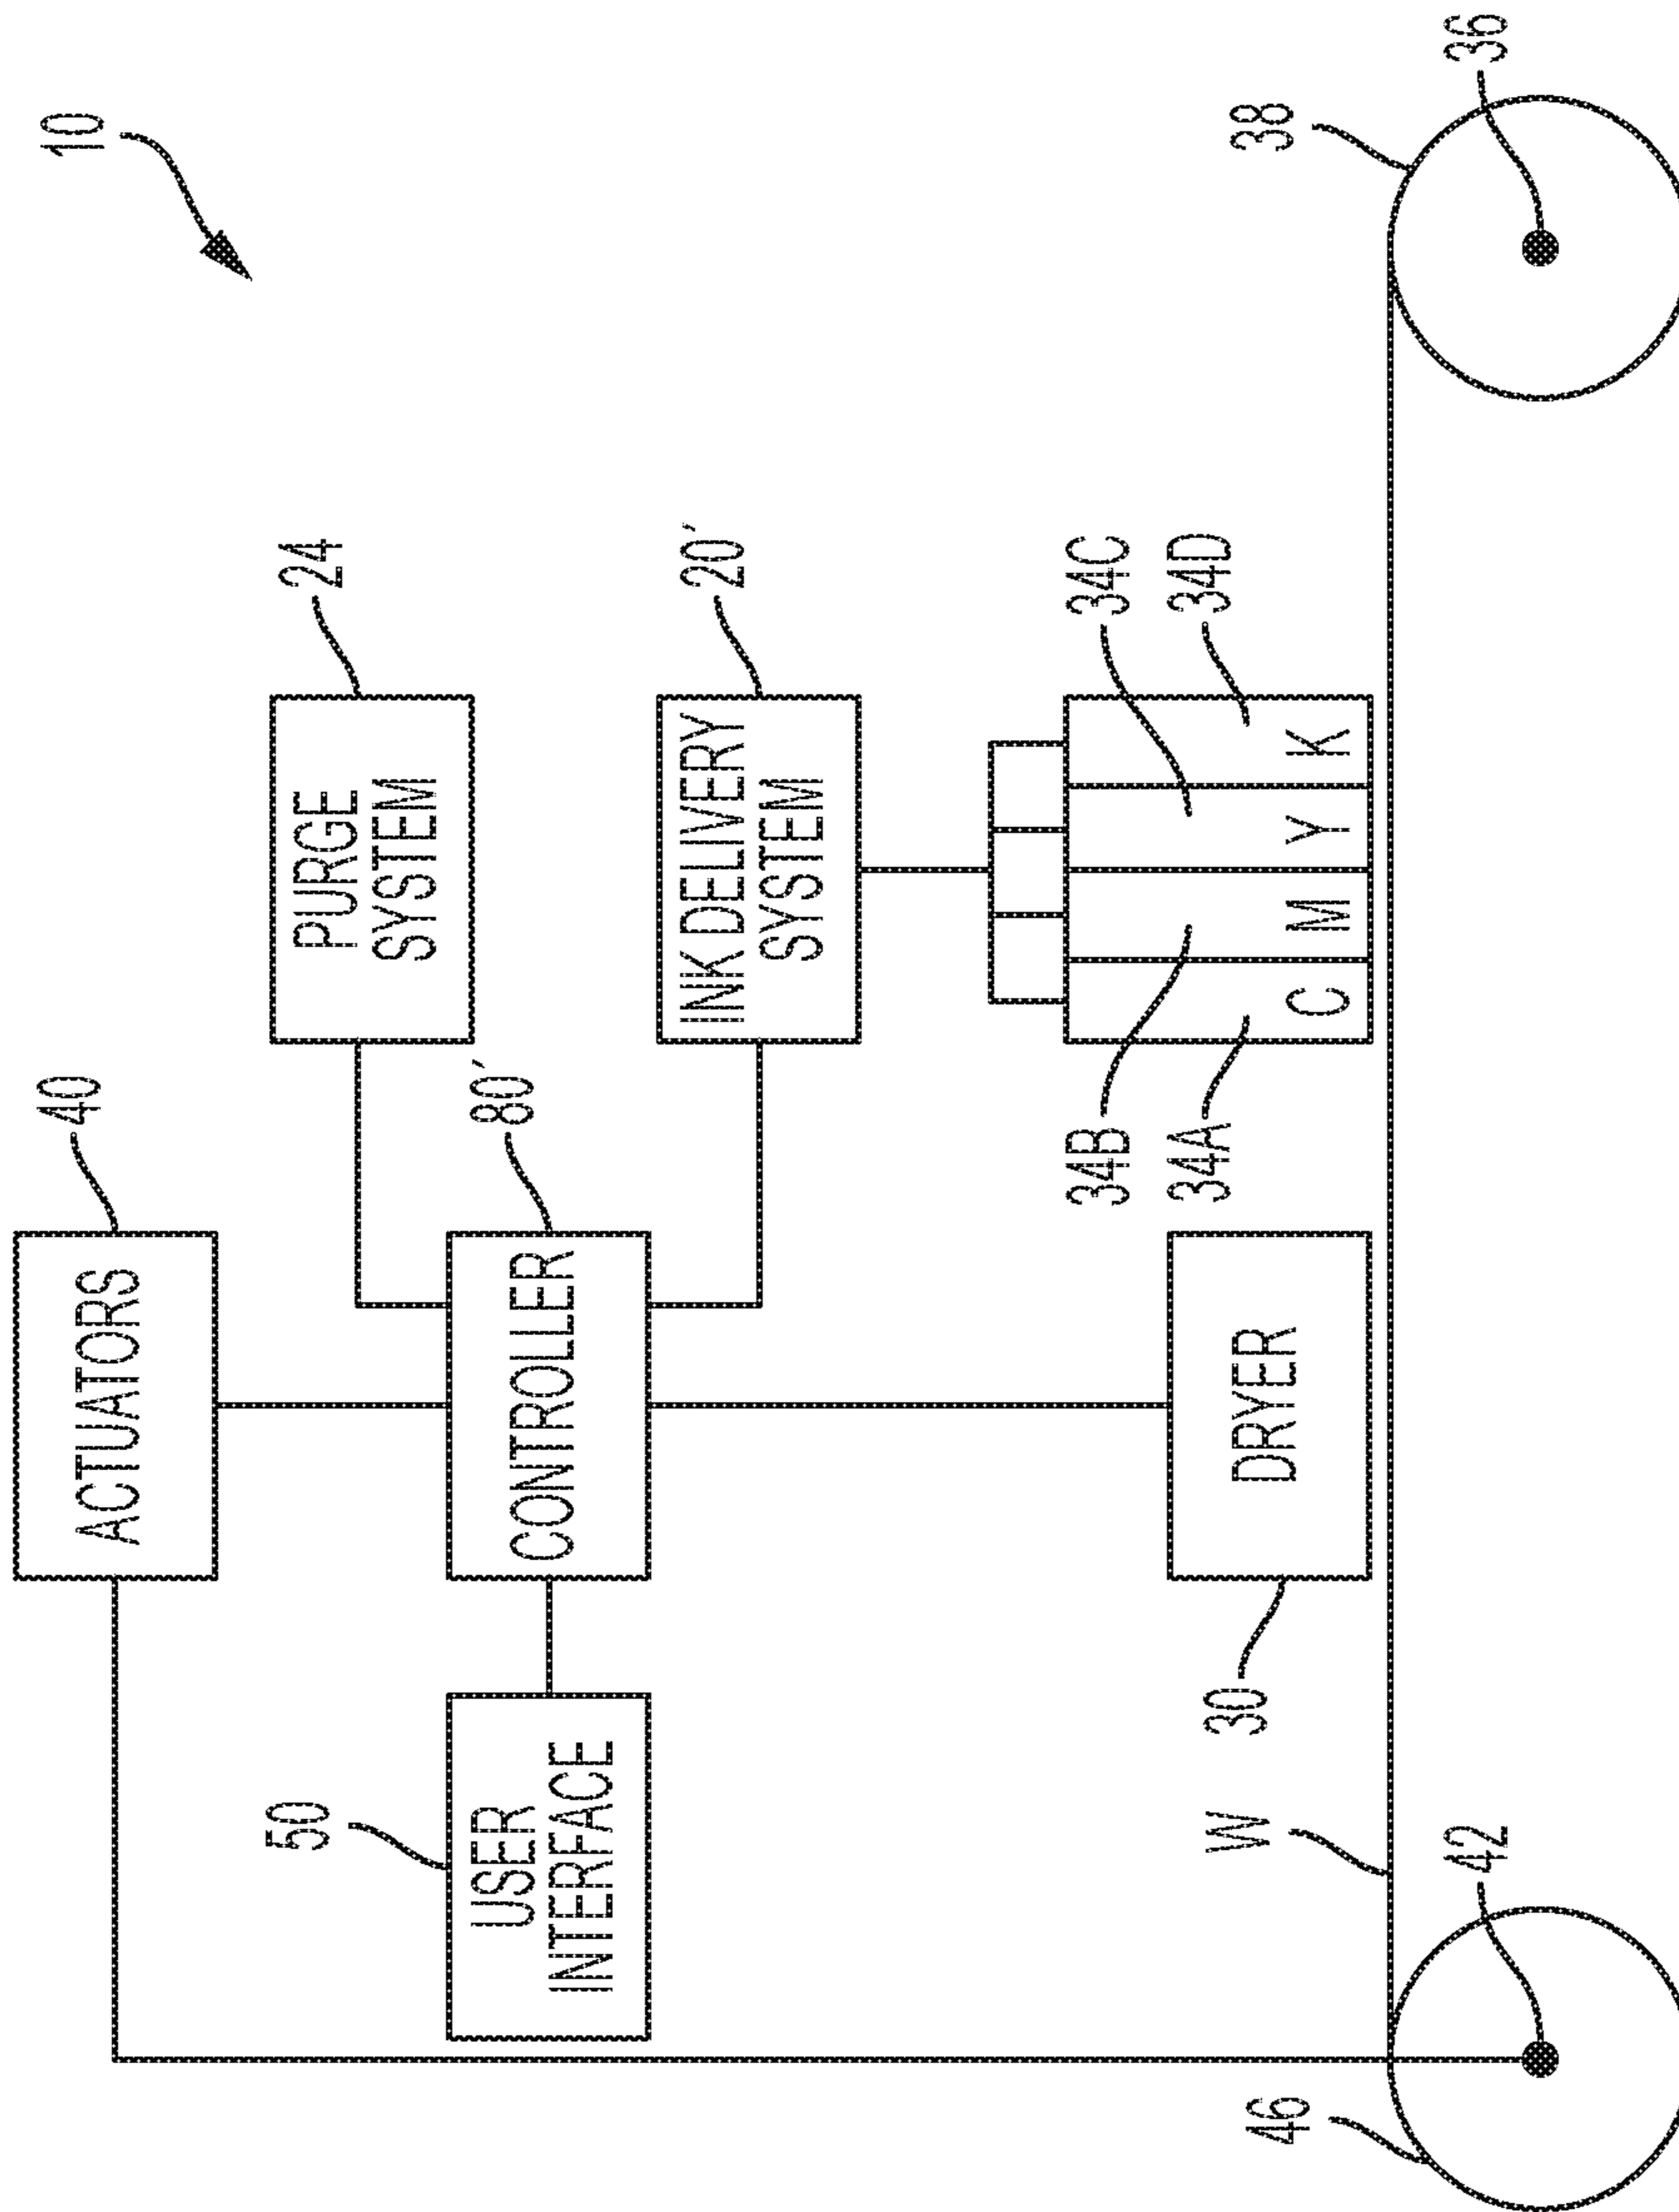 10
40
ACTUATORS
24
PURGE
SYSTEM
50
USER
INTERFACE
80′
CONTROLLER
20′
INK DELIVERY
SYSTEM
34B
34C
34A
34D
C
M
Y
K
30
DRYER
W
38
46
42
36